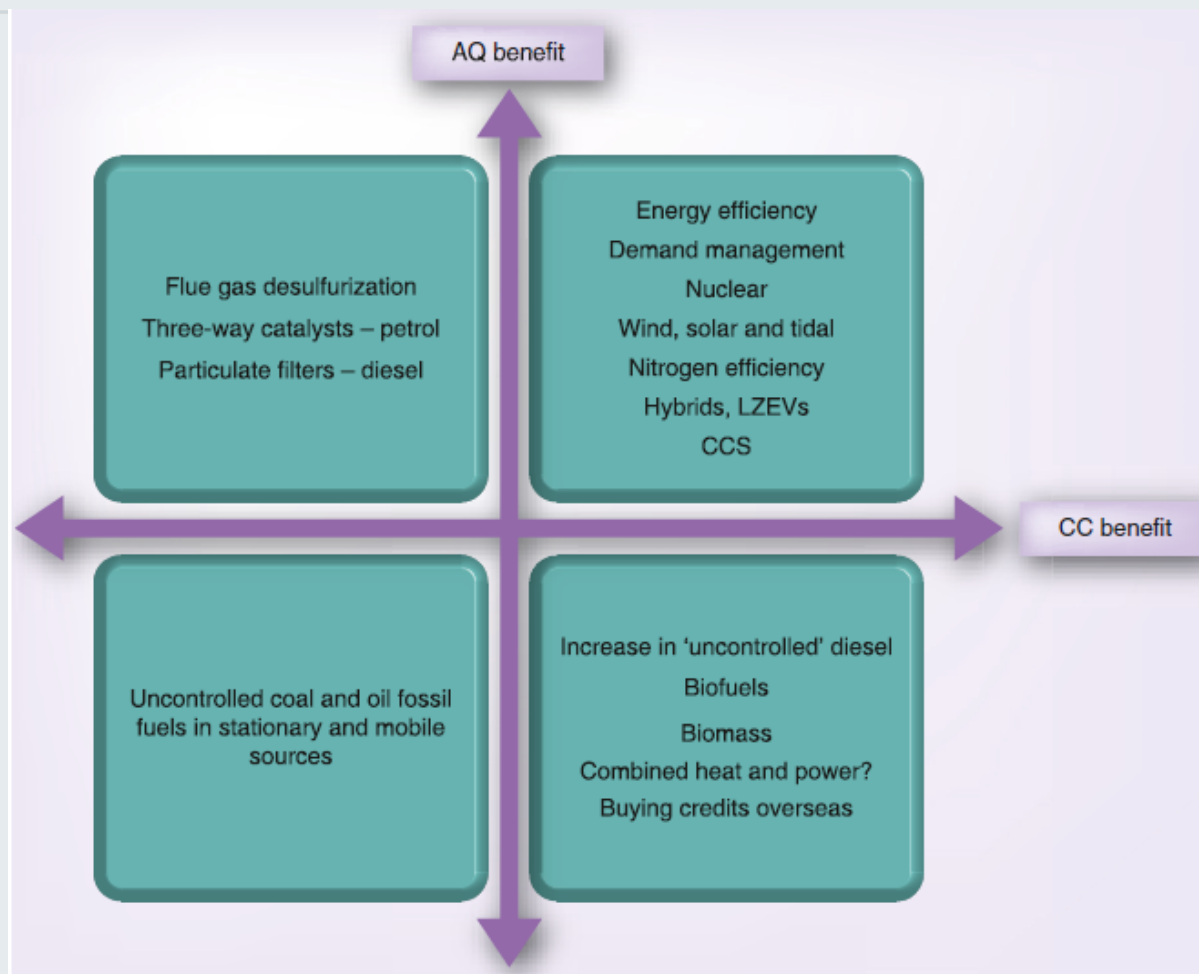 AQ benefit
Flue gas desulfurization
Three-way catalysts – petrol
Particulate filters – diesel
Energy efficiency
Demand management
Nuclear
Wind, solar and tidal
Nitrogen efficiency
Hybrids, LZEVs
CCS
CC benefit
Uncontrolled coal and oil fossil
fuels in stationary and mobile
sources
Increase in ‘uncontrolled’ diesel
Biofuels
Biomass
Combined heat and power?
Buying credits overseas